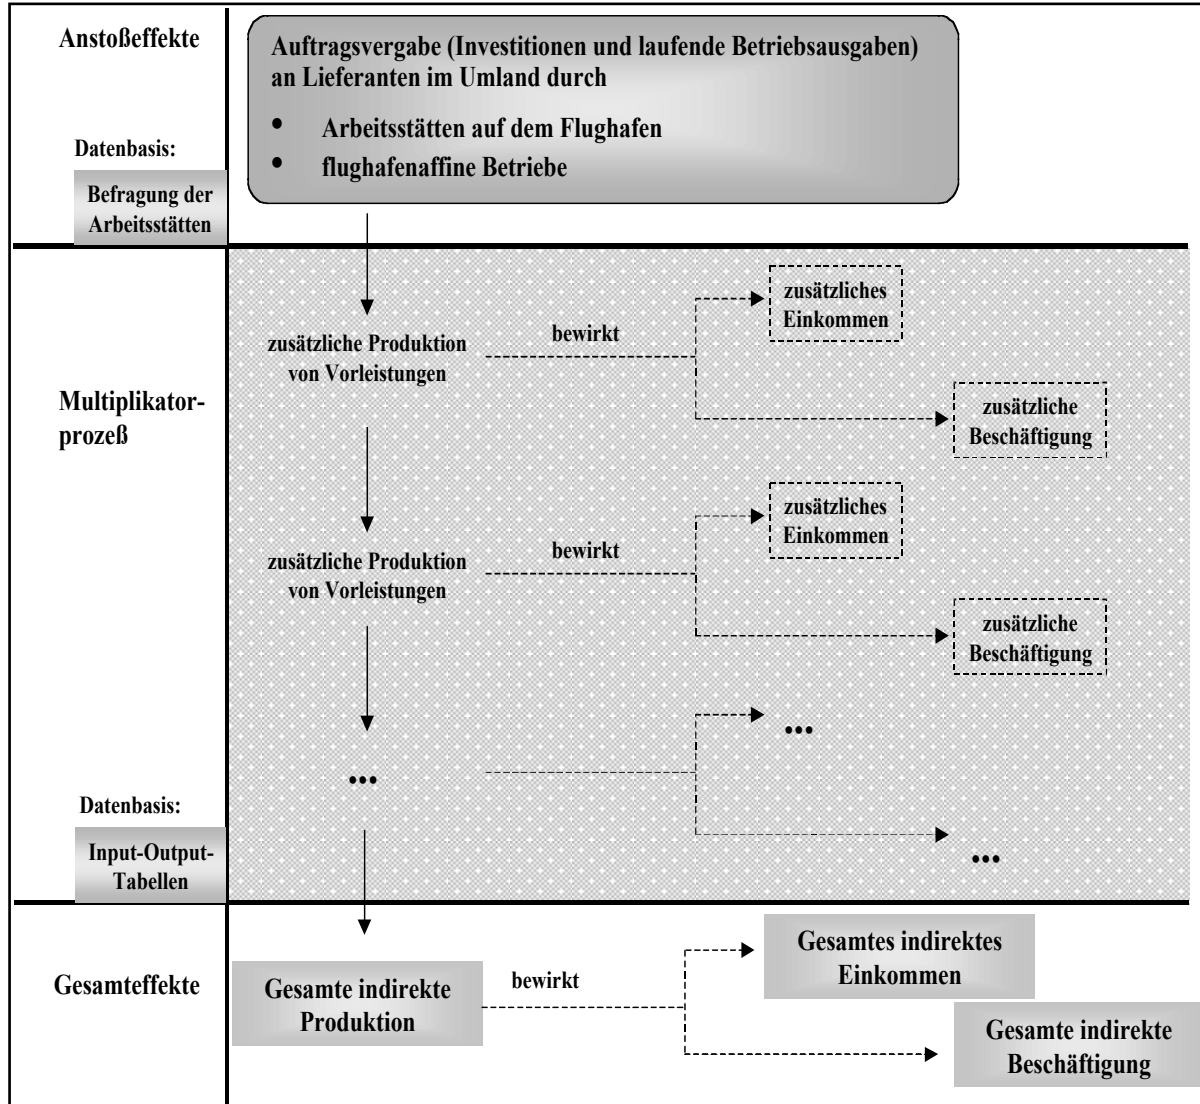 Anstoßeffekte
Auftragsvergabe (Investitionen und laufende Betriebsausgaben)
an Lieferanten im Umland durch
• Arbeitsstätten auf dem Flughafen
• flughafenaffine Betriebe
Datenbasis:
Befragung der
Arbeitsstätten
Multiplikator-
prozeß
zusätzliche Produktion
von Vorleistungen
bewirkt
zusätzliches
Einkommen
zusätzliche
Beschäftigung
zusätzliche Produktion
von Vorleistungen
bewirkt
zusätzliches
Einkommen
zusätzliche
Beschäftigung
...
...
...
Datenbasis:
Input-Output-
Tabellen
Gesamteffekte
Gesamte indirekte
Produktion
bewirkt
Gesamtes indirektes
Einkommen
Gesamte indirekte
Beschäftigung